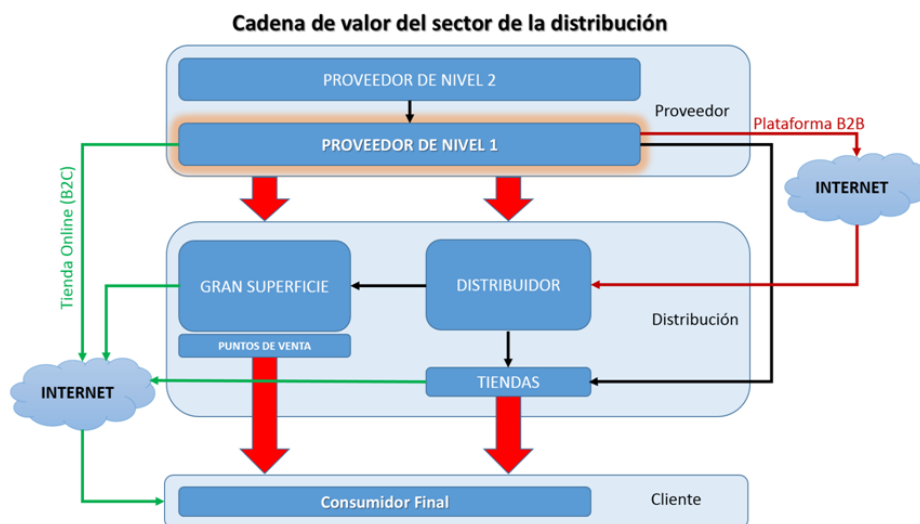 Cadena de valor del sector de la distribución
PROVEEDOR DE NIVEL 2
Proveedor
Plataforma B2B
PROVEEDOR DE NIVEL 1
INTERNET
Tienda Online (B2C)
GRAN SUPERFICIE
DISTRIBUIDOR
Distribución
PUNTOS DE VENTA
TIENDAS
INTERNET
Consumidor Final
Cliente